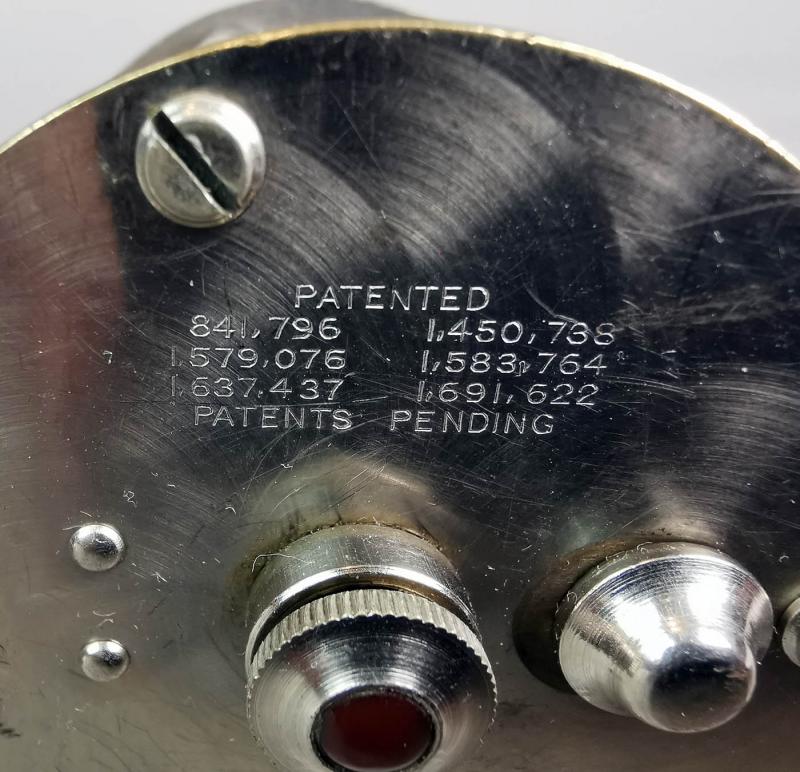 PATENTED
841,796 1,450,738
1,579,076 1,583,764
1,637,437 1,691,622
PATENTS PENDING